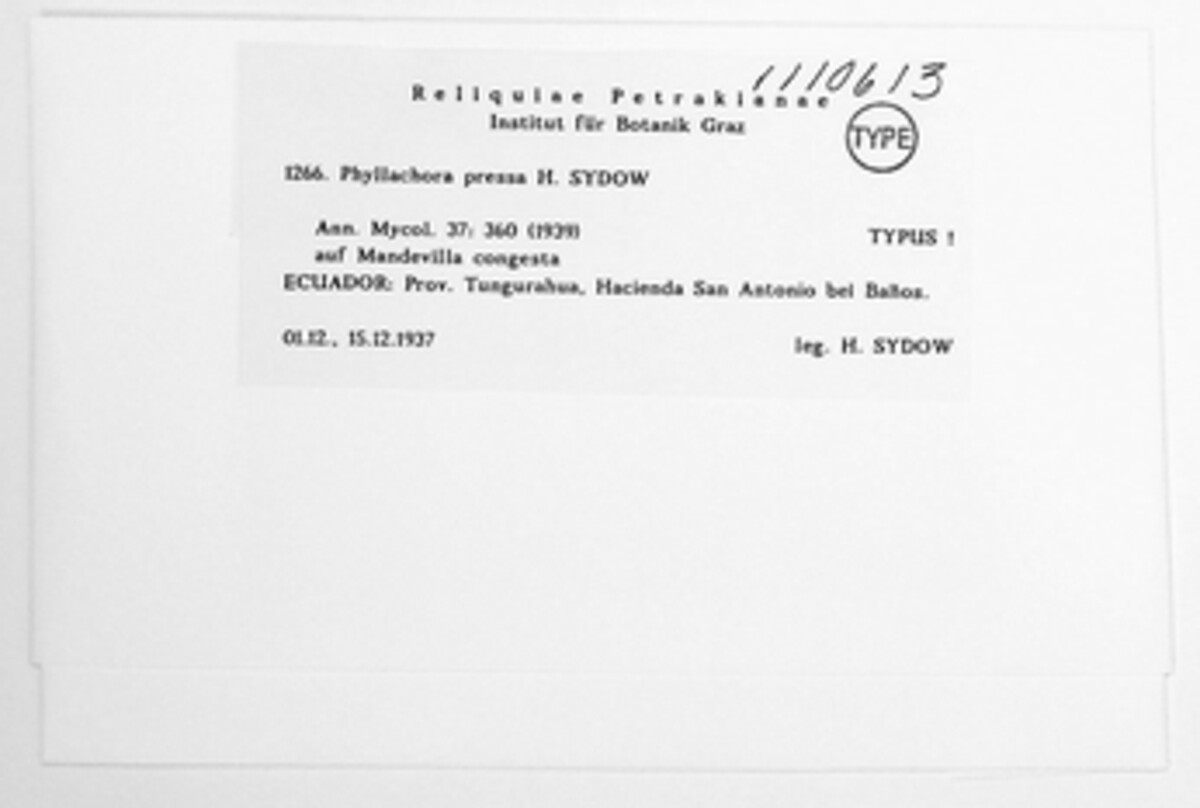 1110613
Reliquiae Petrakianae
Institut für Botanik Graz
TYPE
1266. Phyllachora pressa H. SYDOW
Ann. Mycol. 37: 360 (1939)
TYPUS !
auf Mandevilla congesta
ECUADOR: Prov. Tungurahua, Hacienda San Antonio bei Baños.
01.12., 15.12.1937
leg. H. SYDOW